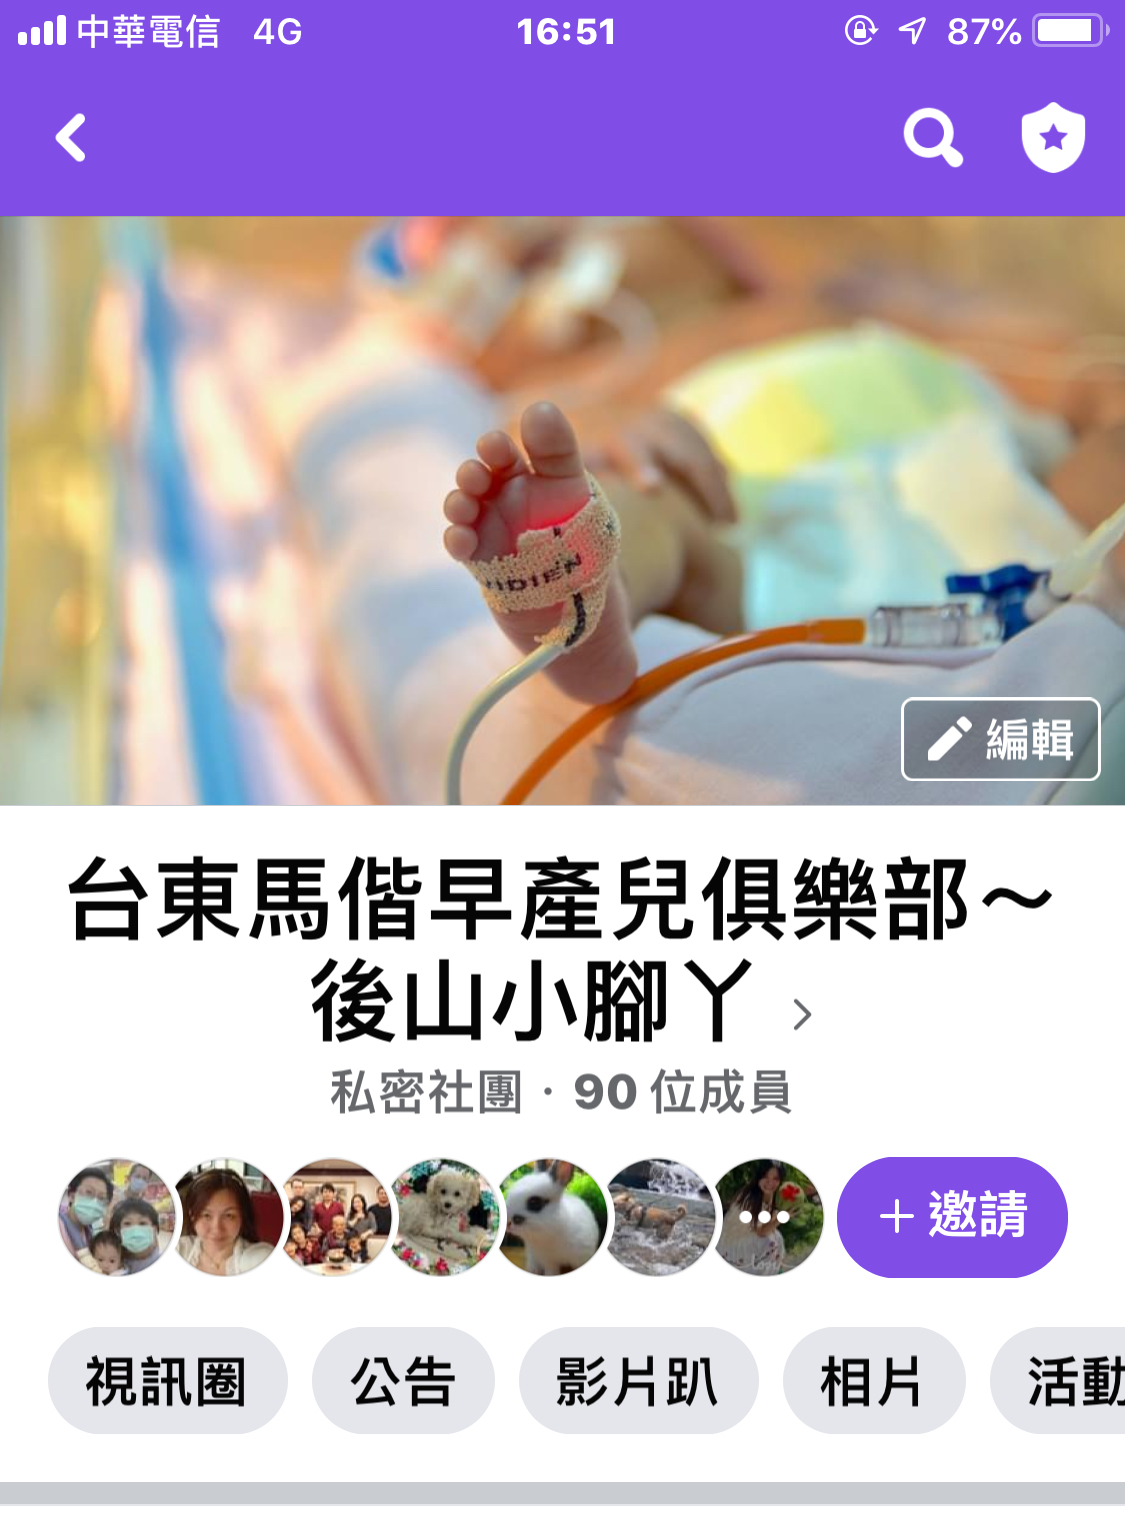 中華電信 4G 16:51 87%
編輯
台東馬偕早產兒俱樂部～
後山小腳丫
私密社團 · 90 位成員
+ 邀請
視訊圈 公告 影片趴 相片 活動